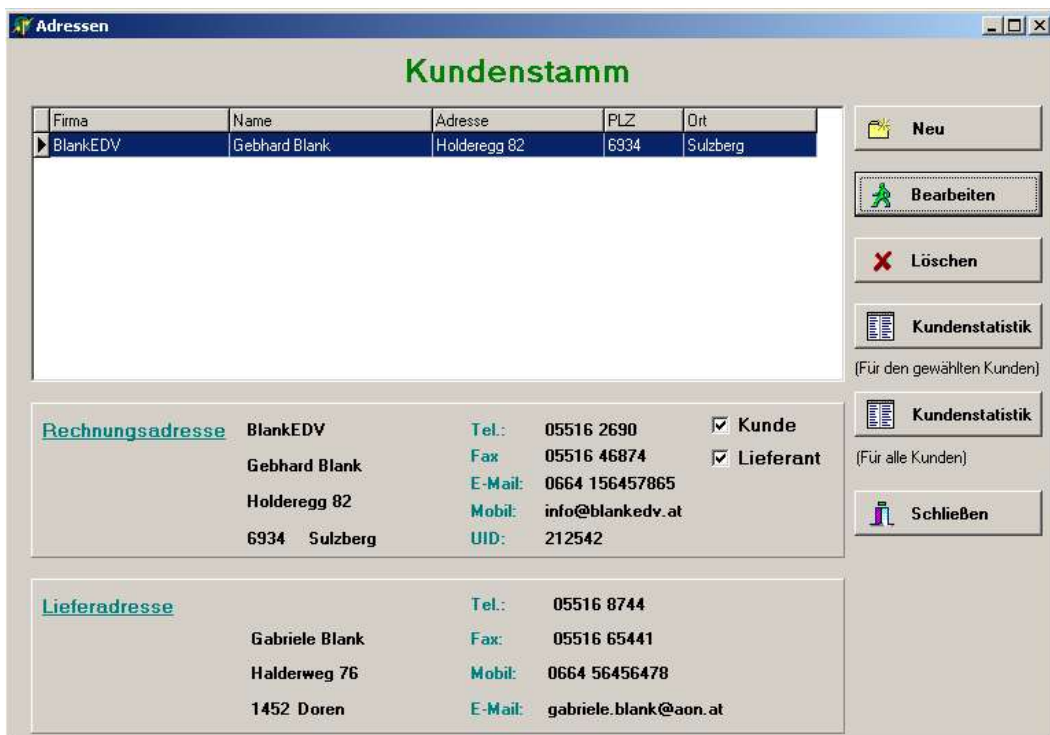 Adressen
Kundenstamm
Firma Name Adresse PLZ Ort
BlankEDV Gebhard Blank Holderegg 82 6934 Sulzberg
Neu
Bearbeiten
Löschen
Kundenstatistik
(Für den gewählten Kunden)
Kundenstatistik
(Für alle Kunden)
Schließen
Rechnungsadresse BlankEDV Tel.: 05516 2690 Kunde
Gebhard Blank Fax 05516 46874 Lieferant
E-Mail: 0664 156457865
Holderegg 82 Mobil: info@blankedv.at
6934 Sulzberg UID: 212542
Lieferadresse Tel.: 05516 8744
Gabriele Blank Fax: 05516 65441
Halderweg 76 Mobil: 0664 56456478
1452 Doren E-Mail: gabriele.blank@aon.at